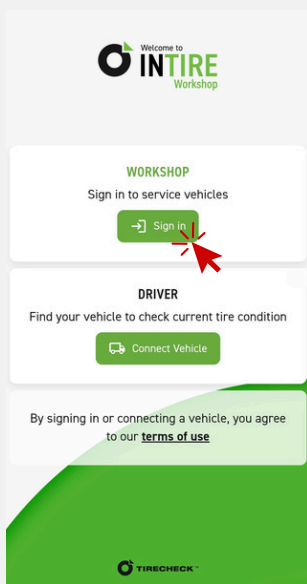 Welcome to
INTIRE
Workshop
WORKSHOP
Sign in to service vehicles
Sign in
DRIVER
Find your vehicle to check current tire condition
Connect Vehicle
By signing in or connecting a vehicle, you agree
to our terms of use
TIRECHECK